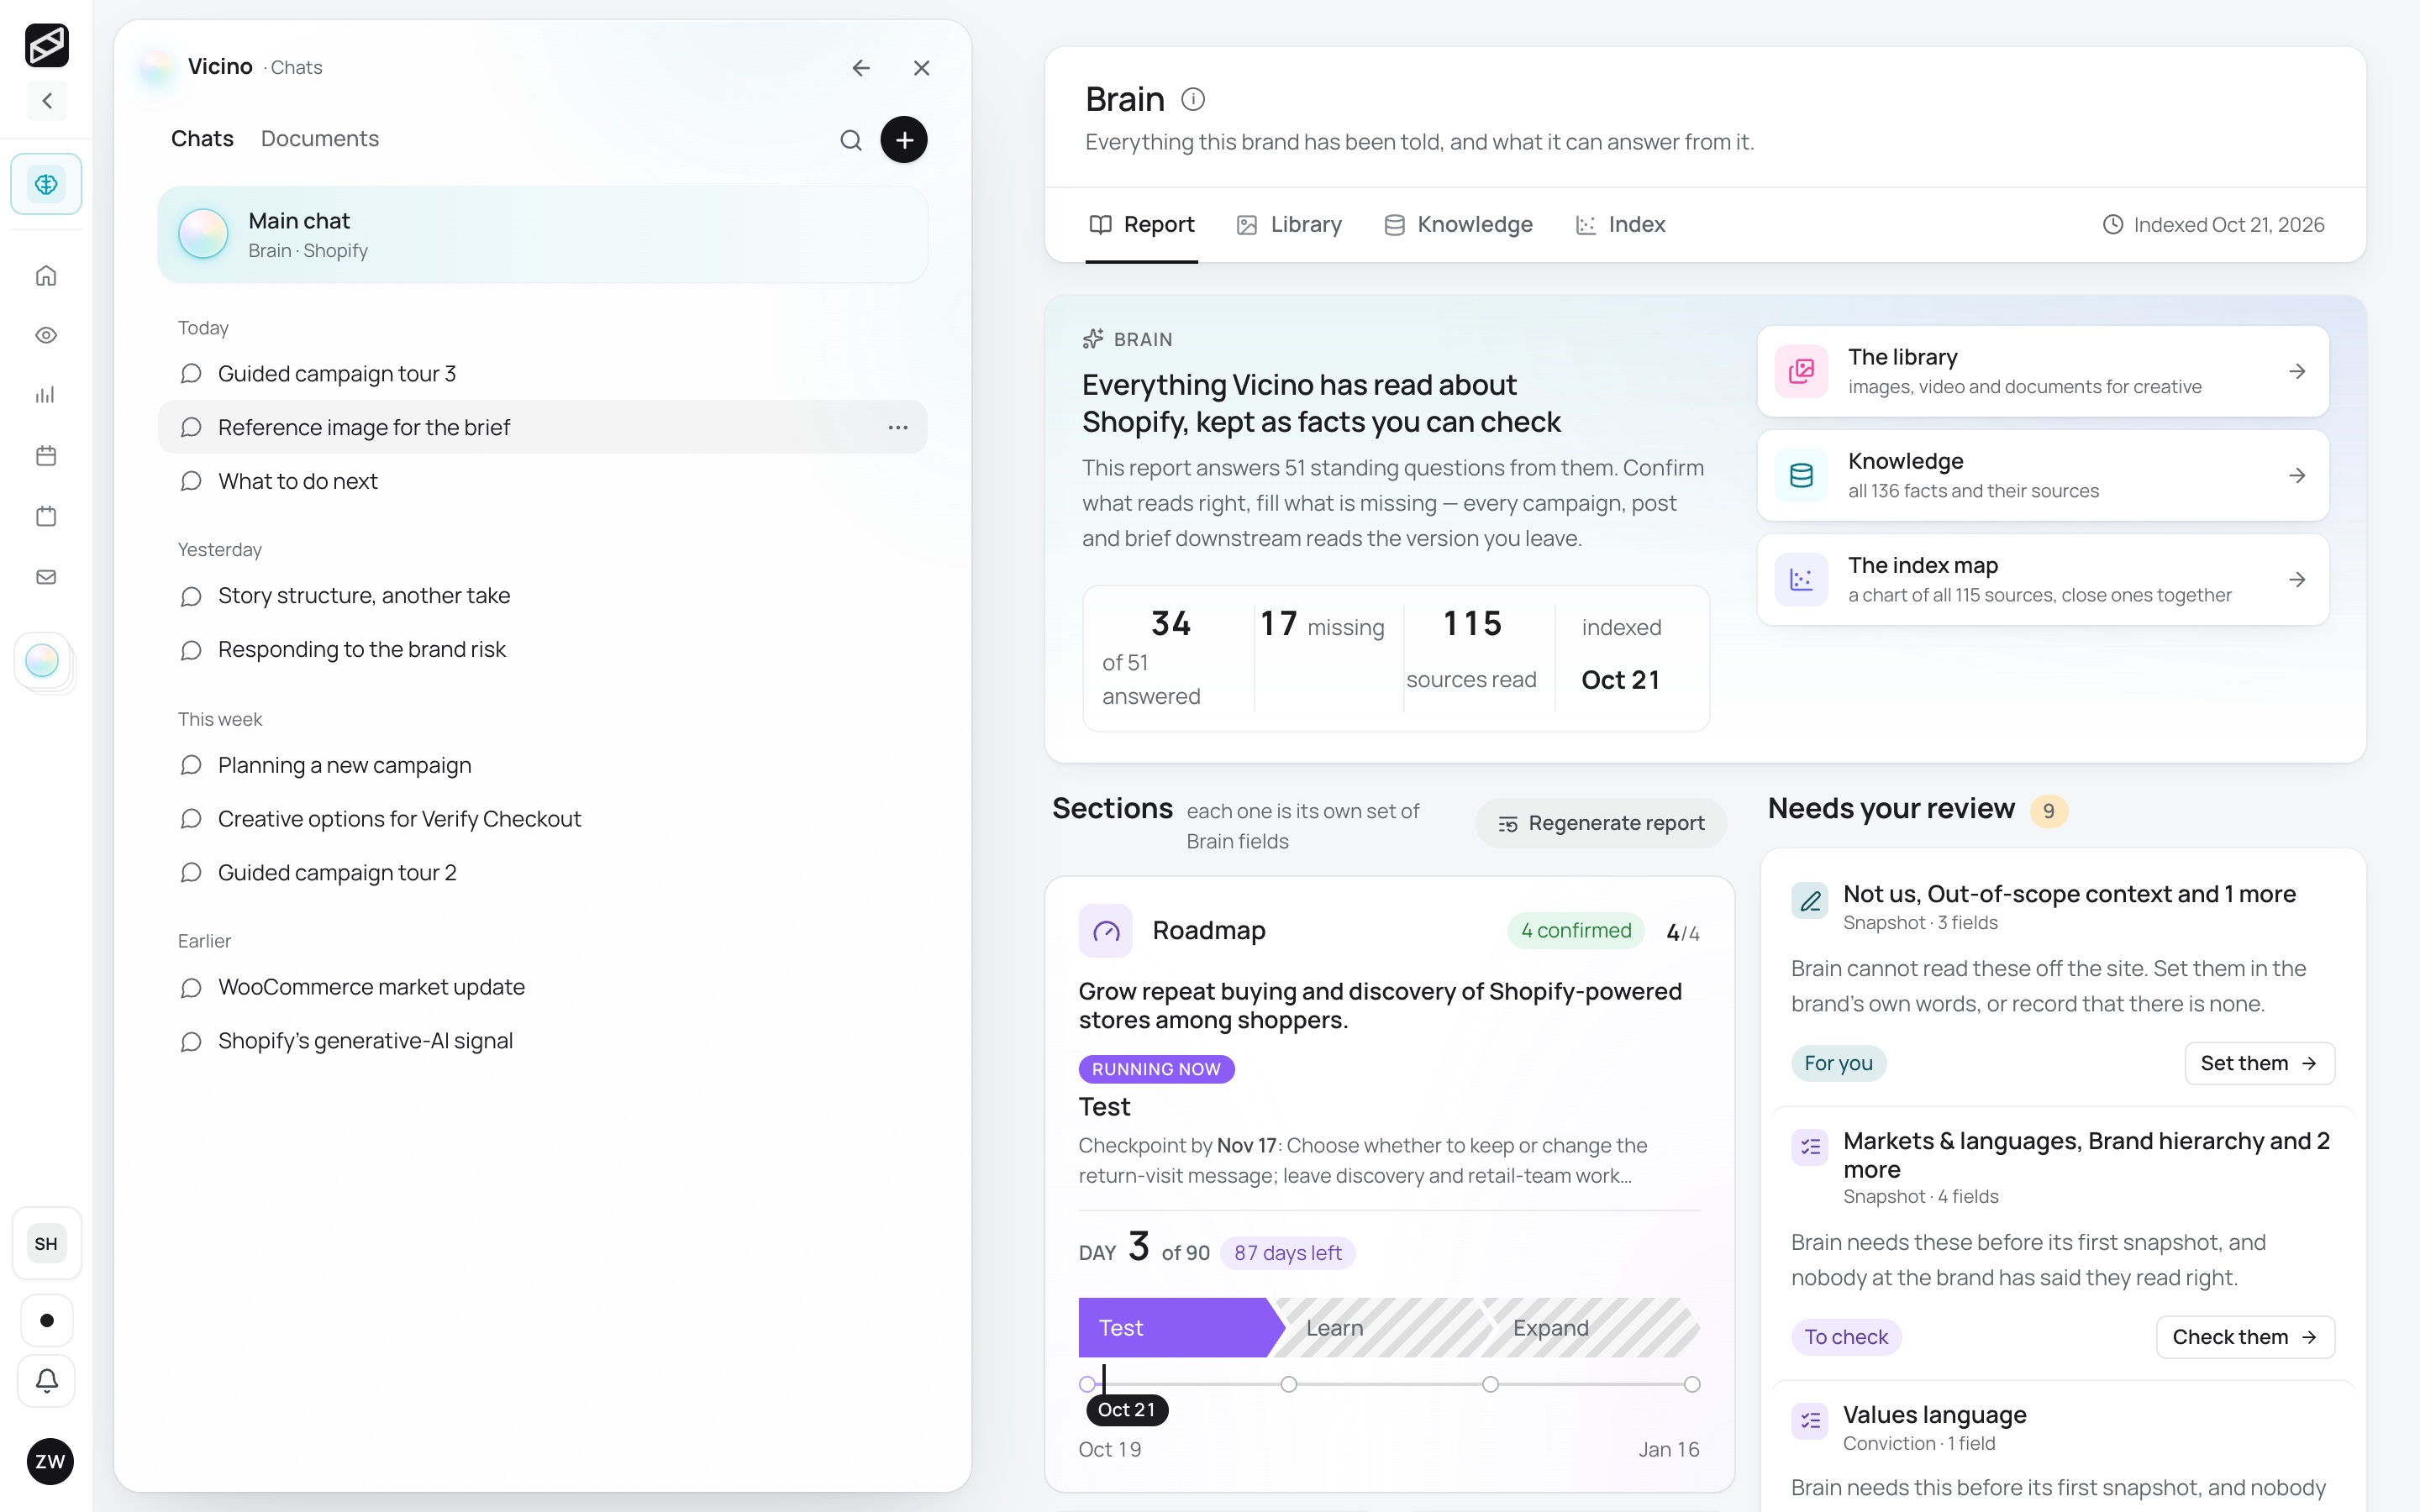 Vicino · Chats
Chats Documents
Main chat
Brain · Shopify
Today
Guided campaign tour 3
Reference image for the brief
What to do next
Yesterday
Story structure, another take
Responding to the brand risk
This week
Planning a new campaign
Creative options for Verify Checkout
Guided campaign tour 2
Earlier
WooCommerce market update
Shopify’s generative-AI signal
SH
ZW
Brain
Everything this brand has been told, and what it can answer from it.
Report Library Knowledge Index Indexed Oct 21, 2026
BRAIN
Everything Vicino has read about
Shopify, kept as facts you can check
This report answers 51 standing questions from them. Confirm
what reads right, fill what is missing — every campaign, post
and brief downstream reads the version you leave.
34
of 51
answered
17 missing
115
sources read
indexed
Oct 21
The library
images, video and documents for creative
Knowledge
all 136 facts and their sources
The index map
a chart of all 115 sources, close ones together
Sections each one is its own set of
Brain fields
Regenerate report
Roadmap 4 confirmed 4/4
Grow repeat buying and discovery of Shopify-powered
stores among shoppers.
RUNNING NOW
Test
Checkpoint by Nov 17: Choose whether to keep or change the
return-visit message; leave discovery and retail-team work…
DAY 3 of 90 87 days left
Test Learn Expand
Oct 21
Oct 19 Jan 16
Needs your review 9
Not us, Out-of-scope context and 1 more
Snapshot · 3 fields
Brain cannot read these off the site. Set them in the
brand’s own words, or record that there is none.
For you Set them
Markets & languages, Brand hierarchy and 2
more
Snapshot · 4 fields
Brain needs these before its first snapshot, and
nobody at the brand has said they read right.
To check Check them
Values language
Conviction · 1 field
Brain needs this before its first snapshot, and nobody